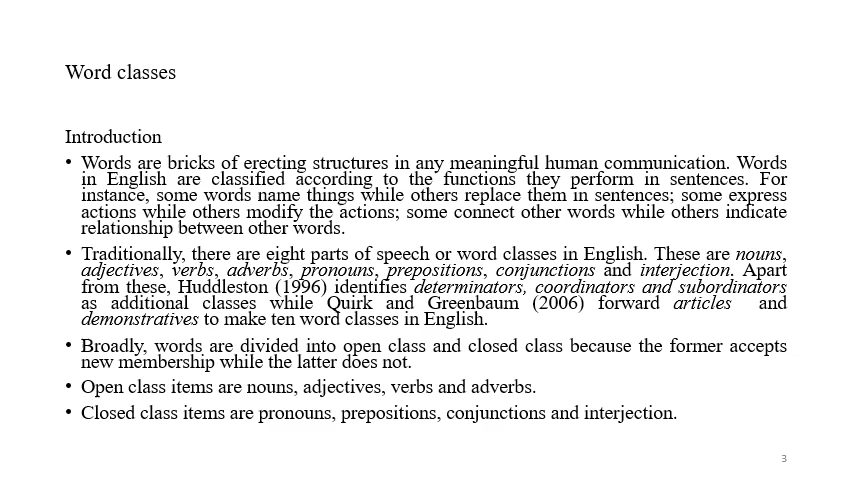 Word classes
Introduction
• Words are bricks of erecting structures in any meaningful human communication. Words
in English are classified according to the functions they perform in sentences. For
instance, some words name things while others replace them in sentences; some express
actions while others modify the actions; some connect other words while others indicate
relationship between other words.
• Traditionally, there are eight parts of speech or word classes in English. These are nouns,
adjectives, verbs, adverbs, pronouns, prepositions, conjunctions and interjection. Apart
from these, Huddleston (1996) identifies determinators, coordinators and subordinators
as additional classes while Quirk and Greenbaum (2006) forward articles and
demonstratives to make ten word classes in English.
• Broadly, words are divided into open class and closed class because the former accepts
new membership while the latter does not.
• Open class items are nouns, adjectives, verbs and adverbs.
• Closed class items are pronouns, prepositions, conjunctions and interjection.
3